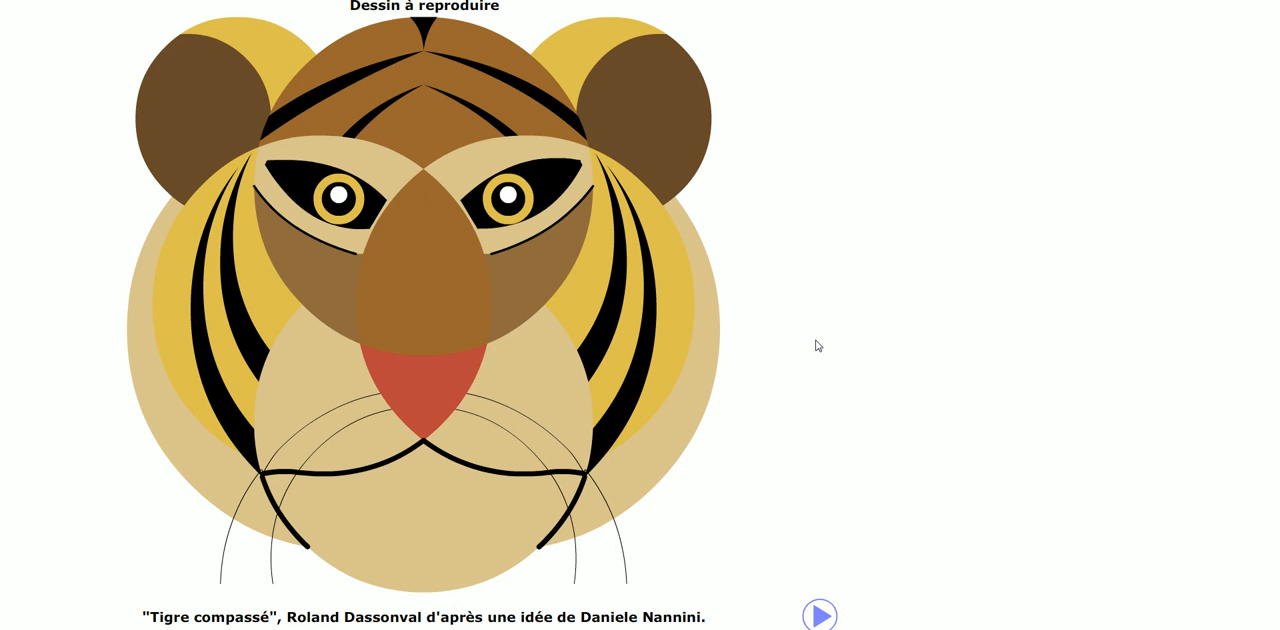 Dessin à reproduire
"Tigre compassé", Roland Dassonval d'après une idée de Daniele Nannini.